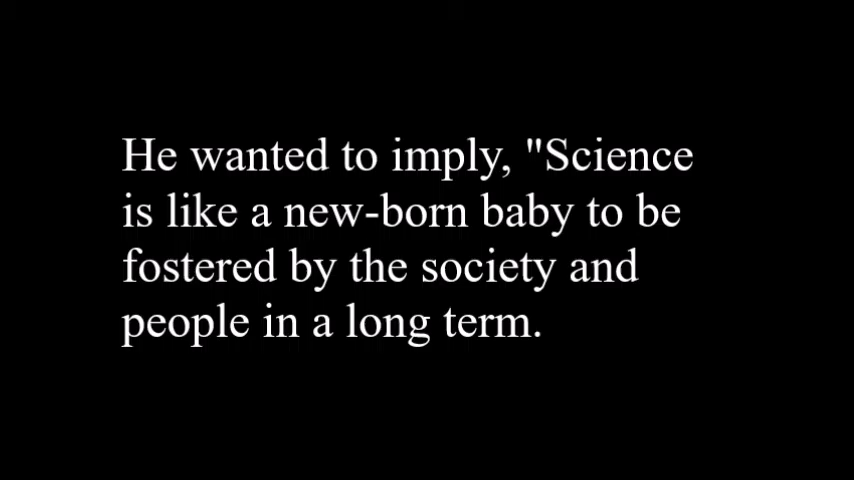 He wanted to imply, "Science
is like a new-born baby to be
fostered by the society and
people in a long term.